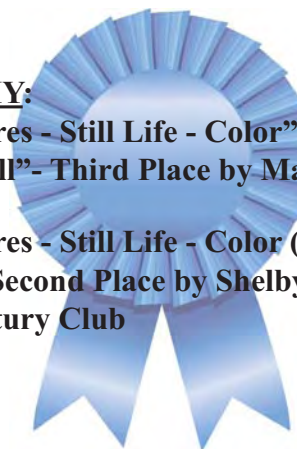 Y:
res - Still Life - Color”
ll”- Third Place by Ma
res - Still Life - Color (
Second Place by Shelby
tury Club